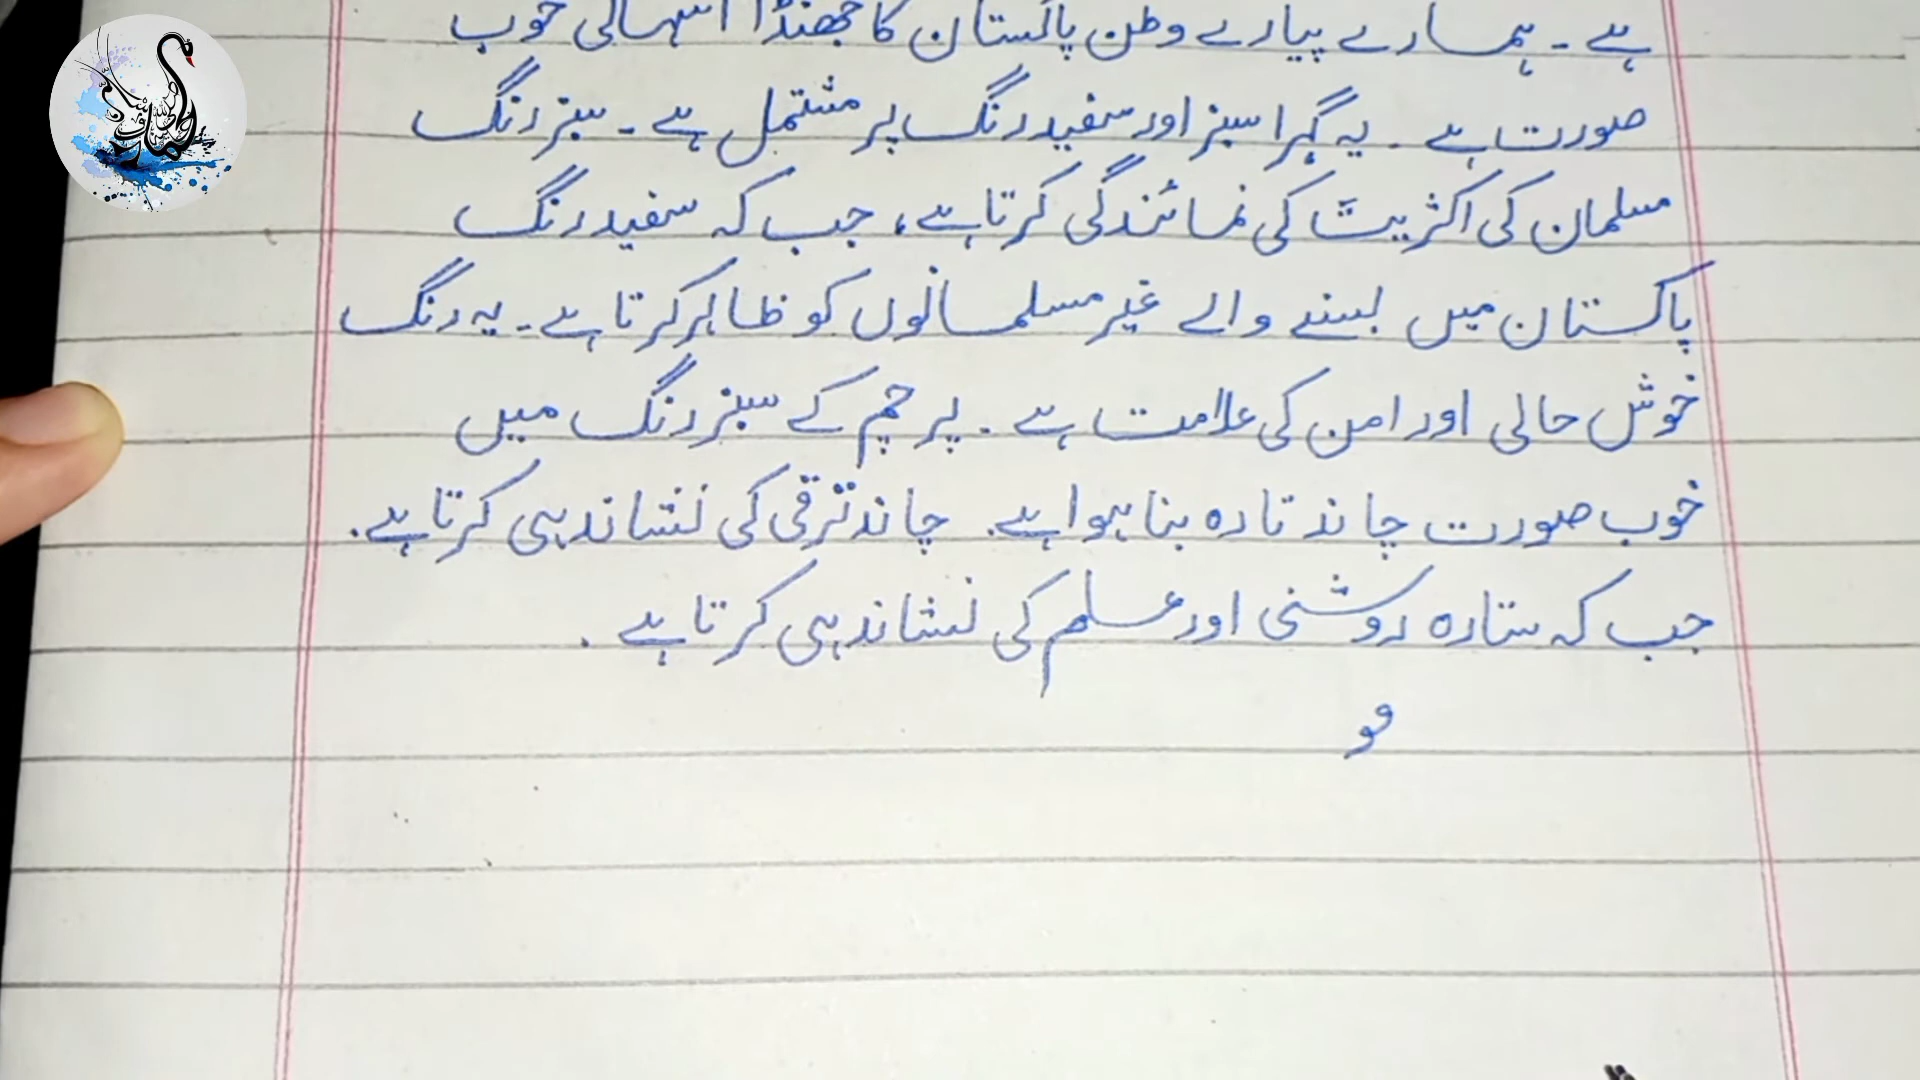 ہے ۔ ہمارے پیارے وطن پاکستان کا جھنڈا انتہائی خوب
صورت ہے ۔ یہ گہرا سبز اور سفید رنگ پر مشتمل ہے ۔ سبز رنگ
مسلمان کی اکثریت کی نمائندگی کرتا ہے ، جب کہ سفید رنگ
پاکستان میں بسنے والے غیر مسلمانوں کو ظاہر کرتا ہے ۔ یہ رنگ
خوش حالی اور امن کی علامت ہے ۔ پرچم کے سبز رنگ میں
خوب صورت چاند تارہ بنا ہوا ہے ۔ چاند ترقی کی نشاندہی کرتا ہے ۔
جب کہ ستارہ روشنی اور علم کی نشاندہی کرتا ہے ۔